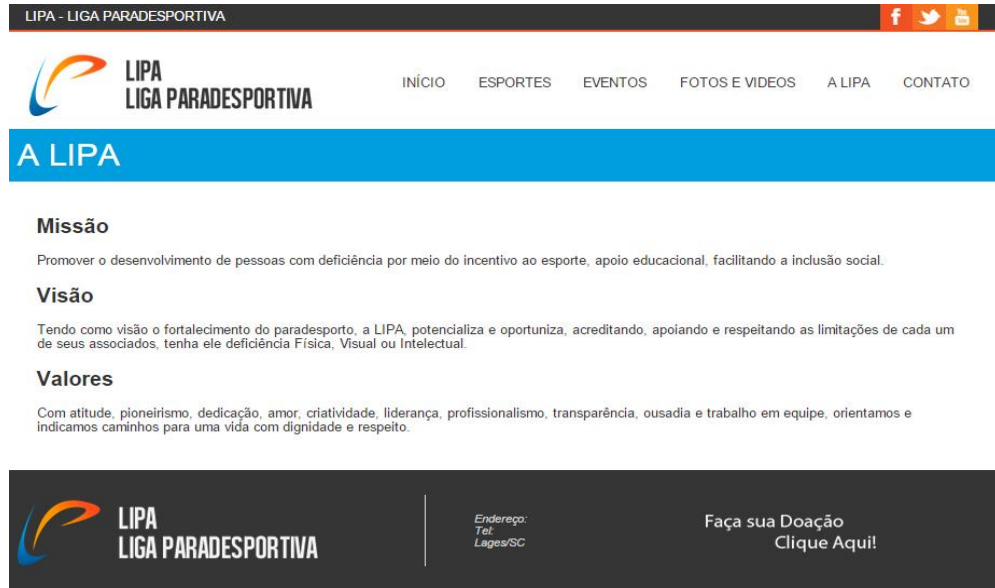 LIPA - LIGA PARADESPORTIVA
f You Tube
LIPA
LIGA PARADESPORTIVA
INÍCIO ESPORTES EVENTOS FOTOS E VIDEOS A LIPA CONTATO
A LIPA
Missão
Promover o desenvolvimento de pessoas com deficiência por meio do incentivo ao esporte, apoio educacional, facilitando a inclusão social.
Visão
Tendo como visão o fortalecimento do paradesporto, a LIPA, potencializa e oportuniza, acreditando, apoiando e respeitando as limitações de cada um
de seus associados, tenha ele deficiência Física, Visual ou Intelectual.
Valores
Com atitude, pioneirismo, dedicação, amor, criatividade, liderança, profissionalismo, transparência, ousadia e trabalho em equipe, orientamos e
indicamos caminhos para uma vida com dignidade e respeito.
LIPA
LIGA PARADESPORTIVA
Endereço:
Tel:
Lages/SC
Faça sua Doação
Clique Aqui!